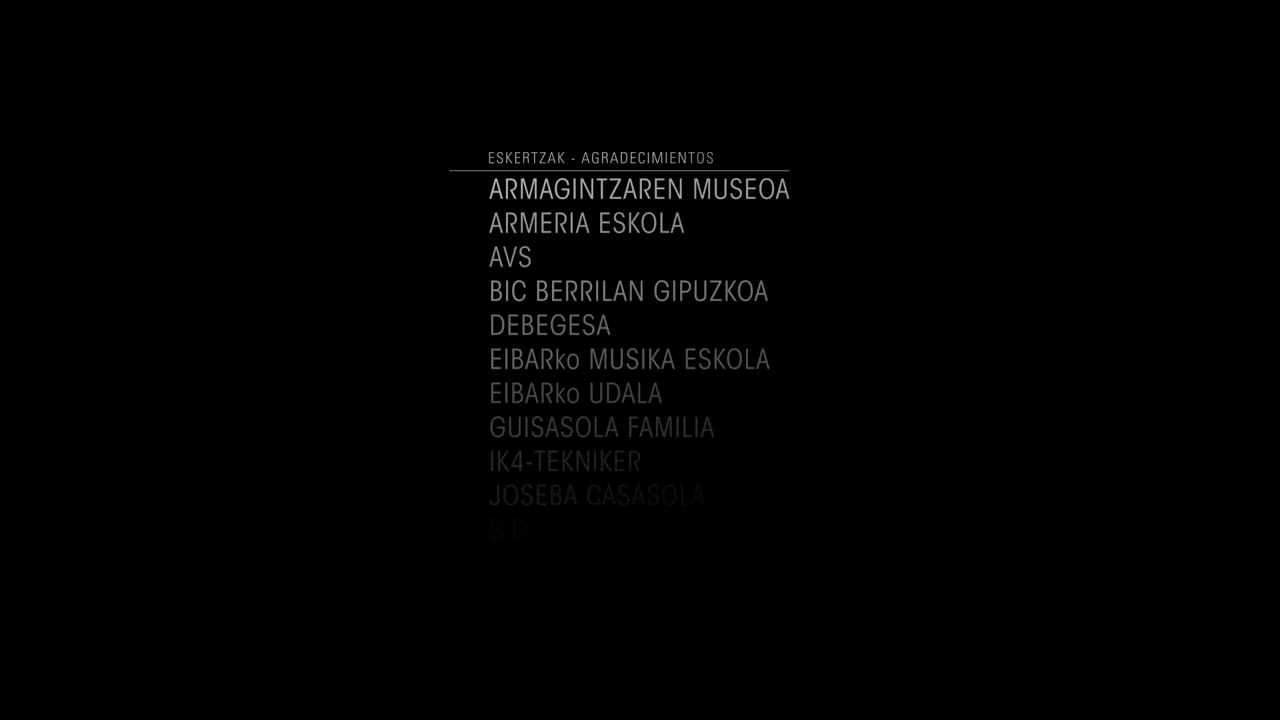 ESKERTZAK - AGRADECIMIENTOS
ARMAGINTZAREN MUSEOA
ARMERIA ESKOLA
AVS
BIC BERRILAN GIPUZKOA
DEBEGESA
EIBARko MUSIKA ESKOLA
EIBARko UDALA
GUISASOLA FAMILIA
IK4-TEKNIKER
JOSEBA CASASOLA